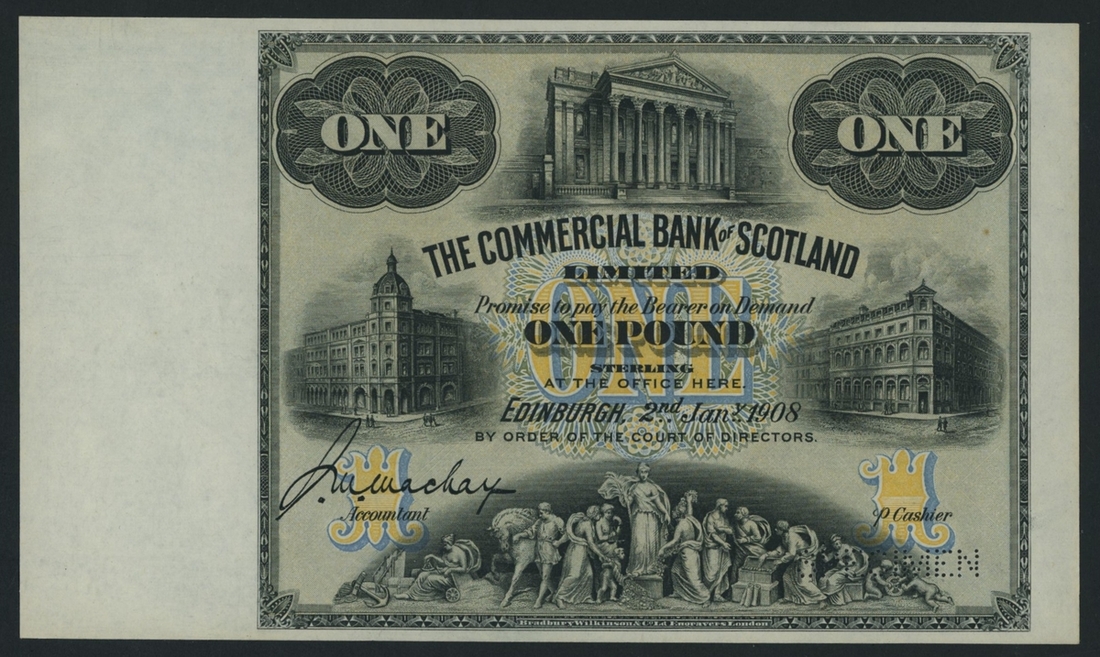 ONE ONE
THE COMMERCIAL BANK OF SCOTLAND
LIMITED
ONE
Promise to pay the Bearer on Demand
ONE POUND
STERLING
AT THE OFFICE HERE.
EDINBURGH, 2nd Jany. 1908
BY ORDER OF THE COURT OF DIRECTORS.
Accountant
P Cashier
Bradbury Wilkinson & Co. Ld. Engravers London